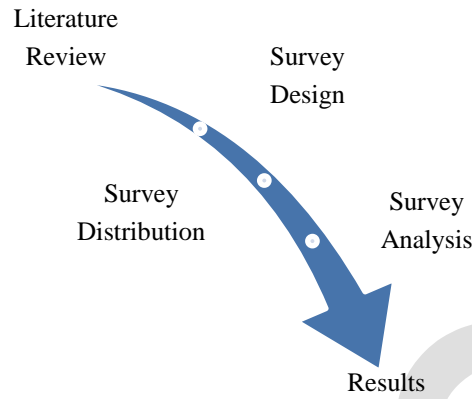 Literature
Review
Survey
Design
Survey
Distribution
Survey
Analysis
Results